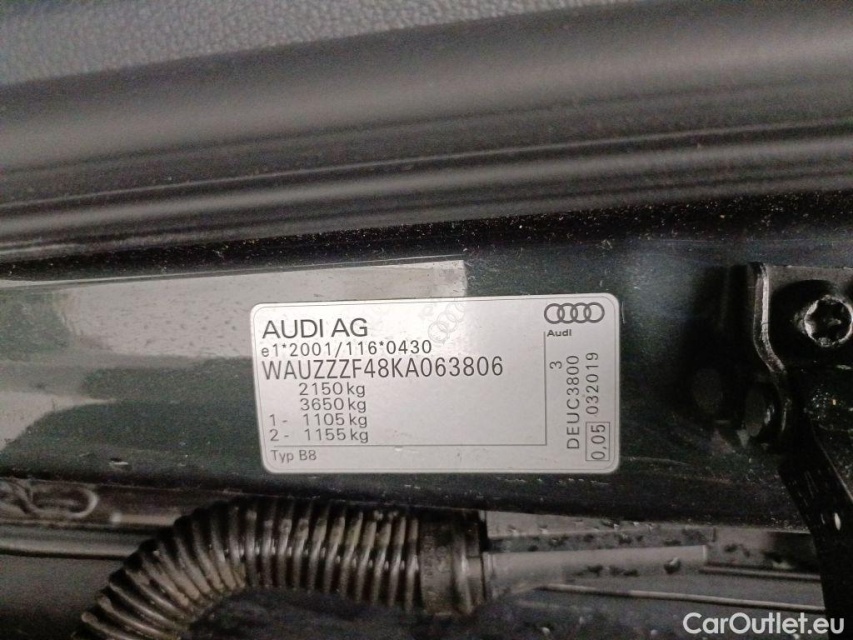 AUDI AG
Audi
e1*2001/116*0430
WAUZZZF48KA063806
2150 kg
3650 kg
1 - 1105 kg
2 - 1155 kg
Typ B8
DEUC3800 3
0,05 032019
CarOutlet.eu